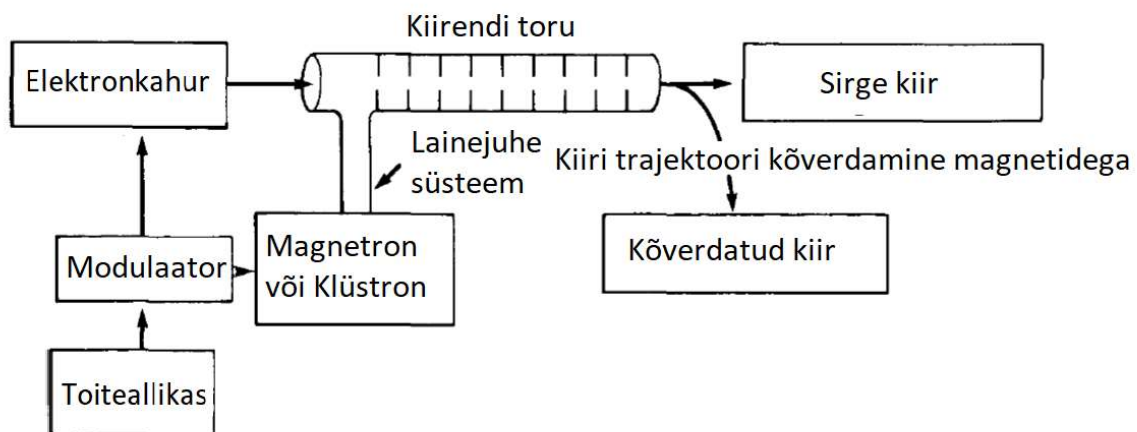 Kiirendi toru
Elektronkahur
Sirge kiir
Lainejuhe
süsteem
Kiiri trajektoori kõverdamine magnetidega
Magnetron
või Klüstron
Kõverdatud kiir
Modulaator
Toiteallikas